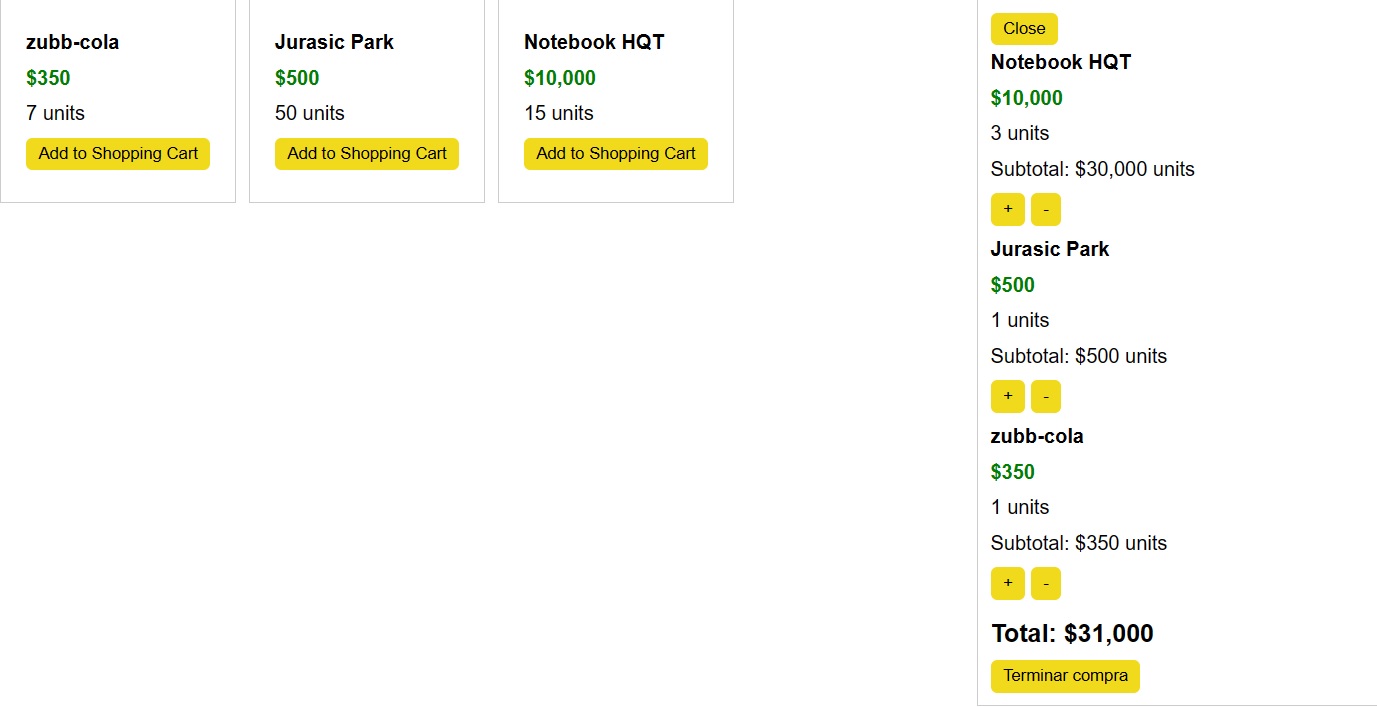 zubb-cola
$350
7 units
Add to Shopping Cart
Jurasic Park
$500
50 units
Add to Shopping Cart
Notebook HQT
$10,000
15 units
Add to Shopping Cart
Close
Notebook HQT
$10,000
3 units
Subtotal: $30,000 units
+ -
Jurasic Park
$500
1 units
Subtotal: $500 units
+ -
zubb-cola
$350
1 units
Subtotal: $350 units
+ -
Total: $31,000
Terminar compra